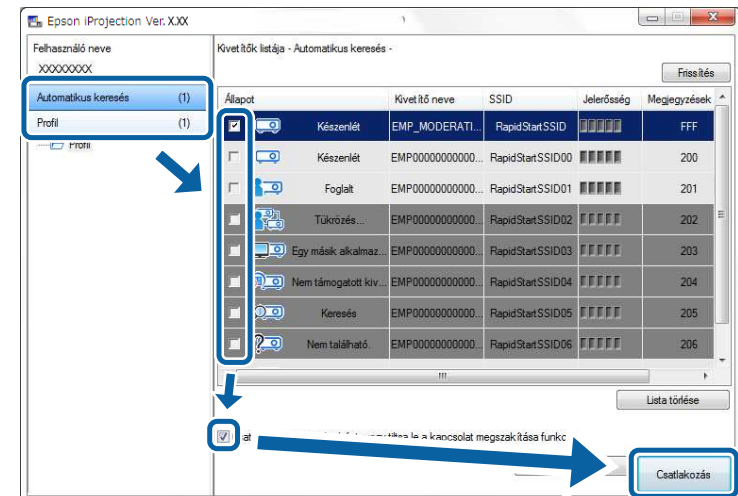 Epson iProjection Ver. X.XX
Felhasználó neve
XXXXXXXX
Automatikus keresés (1)
Profil (1)
Profil
Kivetítők listája - Automatikus keresés -
Frissítés
Állapot Kivetítő neve SSID Jelerősség Megjegyzések
Készenlét EMP_MODERATI... RapidStartSSID FFF
Készenlét EMP00000000000... RapidStartSSID00 200
Foglalt EMP00000000000... RapidStartSSID01 201
Tükrözés... EMP00000000000... RapidStartSSID02 202
Egy másik alkalmaz... EMP00000000000... RapidStartSSID03 203
Nem támogatott kiv... EMP00000000000... RapidStartSSID04 204
Keresés EMP00000000000... RapidStartSSID05 205
Nem található. EMP00000000000... RapidStartSSID06 206
Lista törlése
le a kapcsolat megszakítása
Csatlakozás